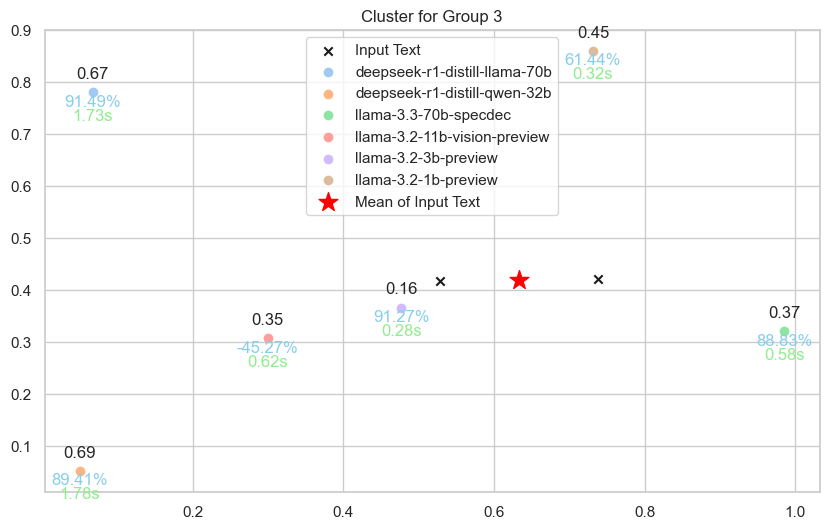 Cluster for Group 3
0.9
0.8
0.7
0.6
0.5
0.4
0.3
0.2
0.1
0.2
0.4
0.6
0.8
1.0
Input Text
deepseek-r1-distill-llama-70b
deepseek-r1-distill-qwen-32b
llama-3.3-70b-specdec
llama-3.2-11b-vision-preview
llama-3.2-3b-preview
llama-3.2-1b-preview
Mean of Input Text
0.67
91.49%
1.73s
0.45
61.44%
0.32s
0.16
91.27%
0.28s
0.35
-45.27%
0.62s
0.37
88.83%
0.58s
0.69
89.41%
1.78s